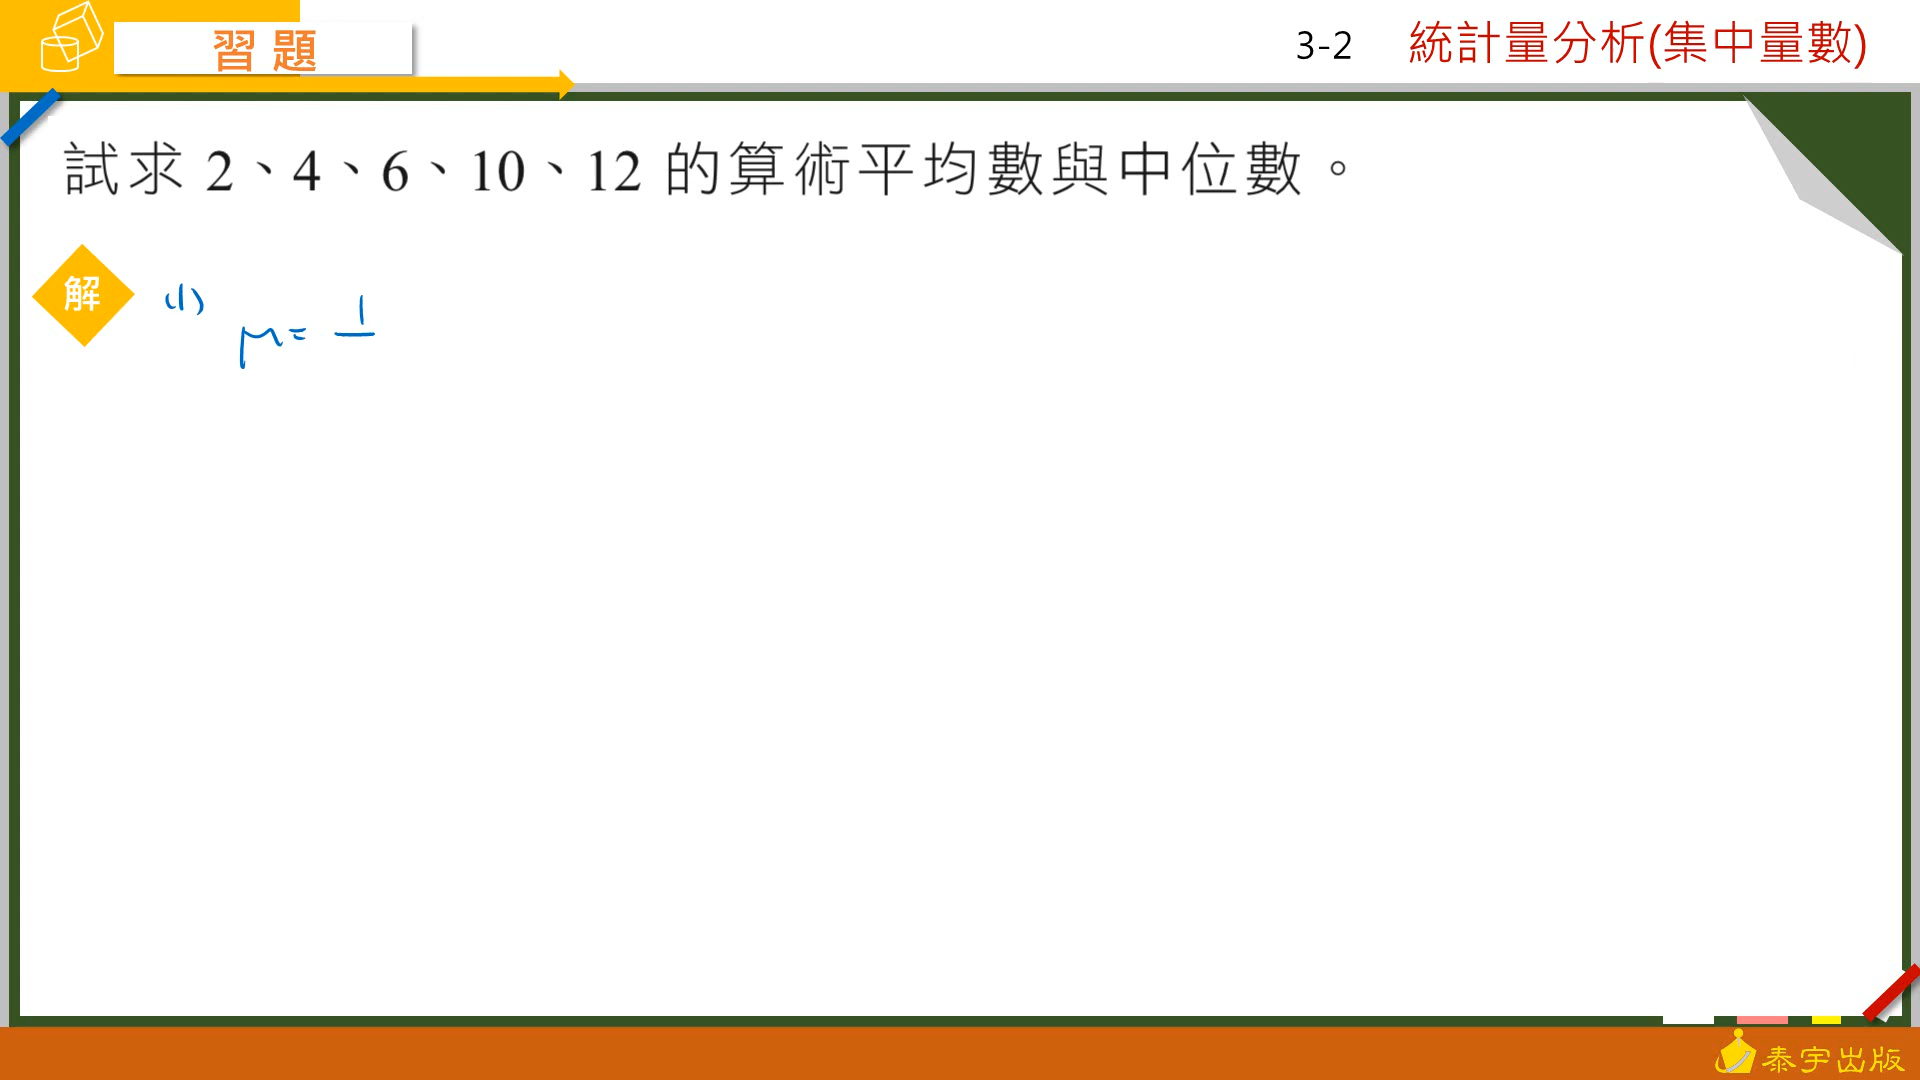 習題
3-2 統計量分析(集中量數)
試求 2、4、6、10、12 的算術平均數與中位數。
解 (1)
μ= 1
泰宇出版